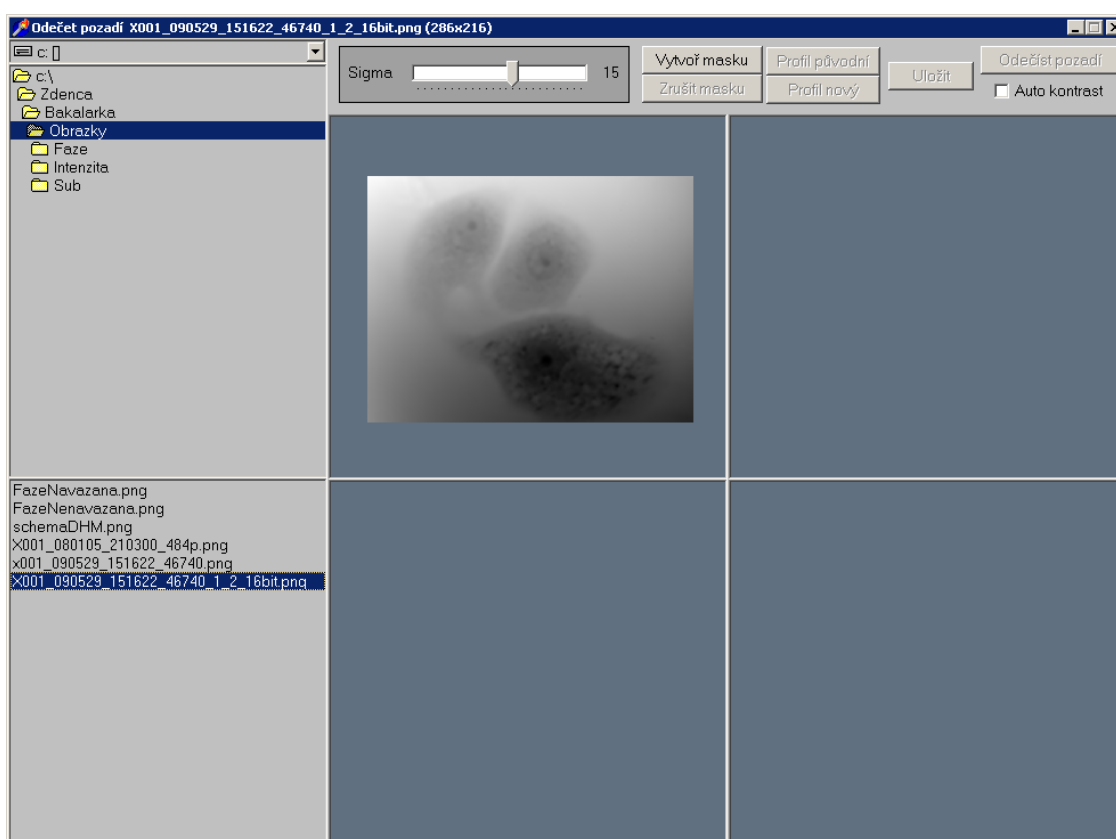 Odečet pozadí X001_090529_151622_46740_1_2_16bit.png (286x216)
c: []
c:\
Zdenca
Bakalarka
Obrazky
Faze
Intenzita
Sub
Sigma 15
Vytvoř masku
Zrušit masku
Profil původní
Profil nový
Uložit
Odečíst pozadí
Auto kontrast
FazeNavazana.png
FazeNenavazana.png
schemaDHM.png
X001_080105_210300_484p.png
x001_090529_151622_46740.png
X001_090529_151622_46740_1_2_16bit.png